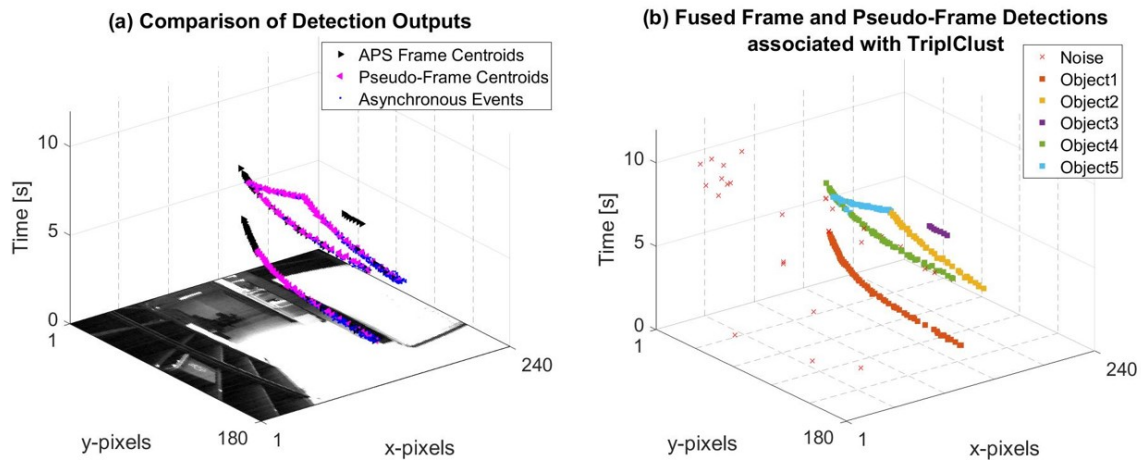 (a) Comparison of Detection Outputs
APS Frame Centroids
Pseudo-Frame Centroids
Asynchronous Events
Time [s]
10
5
0
1
y-pixels
180
1
x-pixels
240
(b) Fused Frame and Pseudo-Frame Detections
associated with TriplClust
Noise
Object1
Object2
Object3
Object4
Object5
Time [s]
10
5
0
1
y-pixels
180
1
x-pixels
240